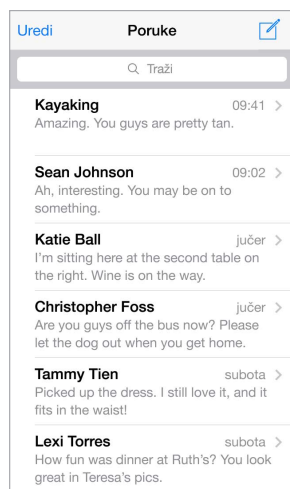 Uredi Poruke
Traži
Kayaking 09:41
Amazing. You guys are pretty tan.
Sean Johnson 09:02
Ah, interesting. You may be on to
something.
Katie Ball jučer
I'm sitting here at the second table on
the right. Wine is on the way.
Christopher Foss jučer
Are you guys off the bus now? Please
let the dog out when you get home.
Tammy Tien subota
Picked up the dress. I still love it, and it
fits in the waist!
Lexi Torres subota
How fun was dinner at Ruth's? You look
great in Teresa's pics.